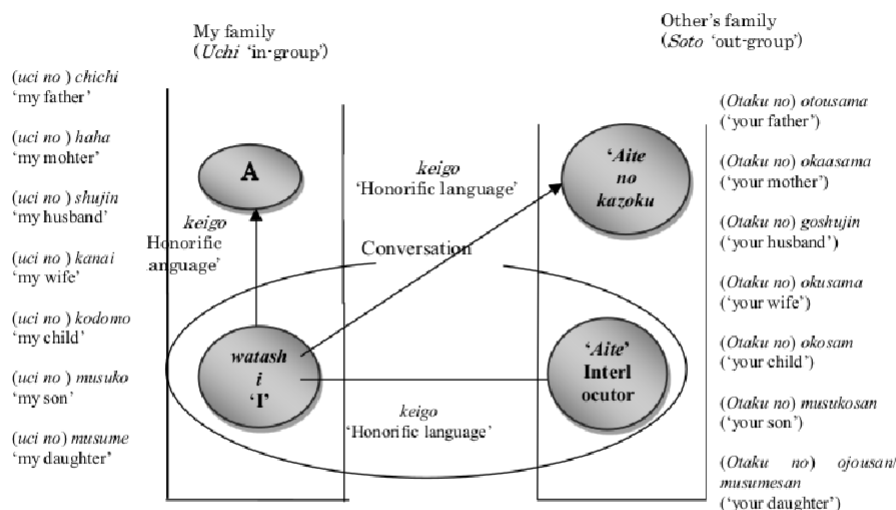 My family
(Uchi ‘in-group’)
Other’s family
(Soto ‘out-group’)
(uci no ) chichi
‘my father’
(uci no ) haha
‘my mohter’
(uci no ) shujin
‘my husband’
(uci no ) kanai
‘my wife’
(uci no ) kodomo
‘my child’
(uci no ) musuko
‘my son’
(uci no) musume
‘my daughter’
A
keigo
Honorific
anguage’
keigo
‘Honorific language’
Conversation
watash
i
‘I’
keigo
‘Honorific language’
‘Aite
no
kazoku
‘Aite’
Interl
ocutor
(Otaku no) otousama
(‘your father’)
(Otaku no) okaasama
(‘your mother’)
(Otaku no) goshujin
(‘your husband’)
(Otaku no) okusama
(‘your wife’)
(Otaku no) okosam
(‘your child’)
(Otaku no) musukosan
(‘your son’)
(Otaku no) ojousan/
musumesan
(‘your daughter’)